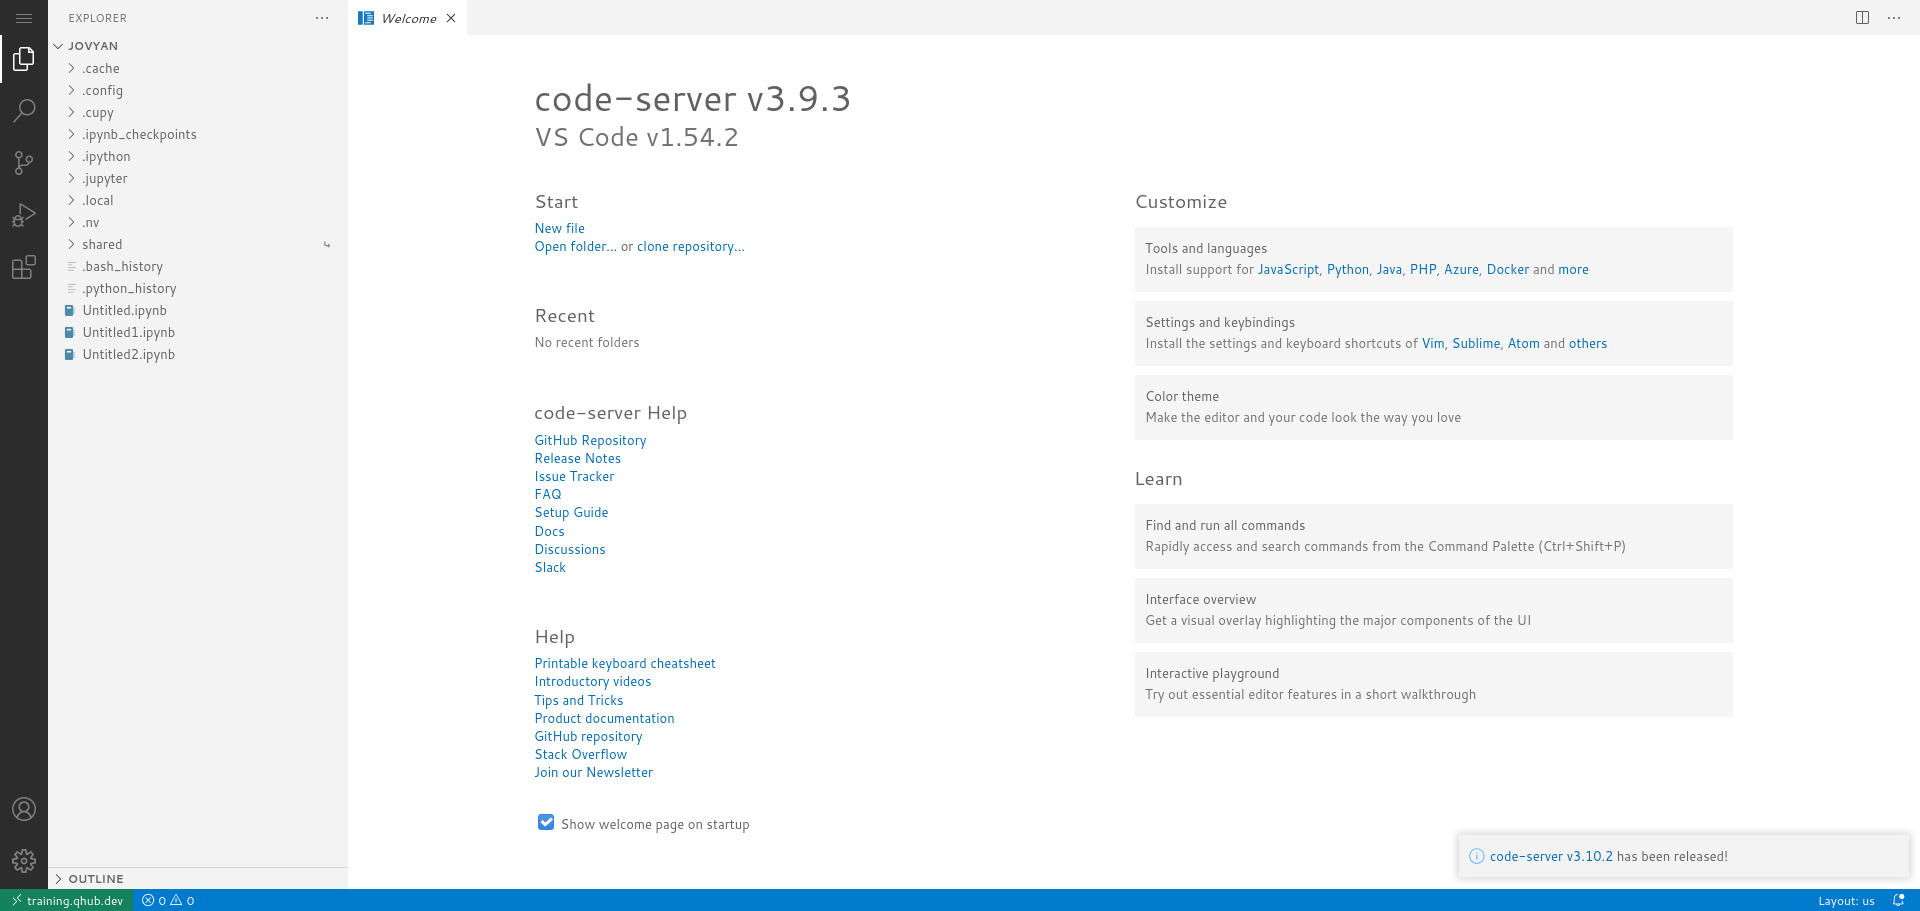 EXPLORER
JOVYAN
.cache
.config
.cupy
.ipynb_checkpoints
.ipython
.jupyter
.local
.nv
shared
.bash_history
.python_history
Untitled.ipynb
Untitled1.ipynb
Untitled2.ipynb
OUTLINE
Welcome
code-server v3.9.3
VS Code v1.54.2
Start
New file
Open folder... or clone repository...
Recent
No recent folders
code-server Help
GitHub Repository
Release Notes
Issue Tracker
FAQ
Setup Guide
Docs
Discussions
Slack
Help
Printable keyboard cheatsheet
Introductory videos
Tips and Tricks
Product documentation
GitHub repository
Stack Overflow
Join our Newsletter
Show welcome page on startup
Customize
Tools and languages
Install support for JavaScript, Python, Java, PHP, Azure, Docker and more
Settings and keybindings
Install the settings and keyboard shortcuts of Vim, Sublime, Atom and others
Color theme
Make the editor and your code look the way you love
Learn
Find and run all commands
Rapidly access and search commands from the Command Palette (Ctrl+Shift+P)
Interface overview
Get a visual overlay highlighting the major components of the UI
Interactive playground
Try out essential editor features in a short walkthrough
code-server v3.10.2 has been released!
training.qhub.dev 0 0 Layout: us